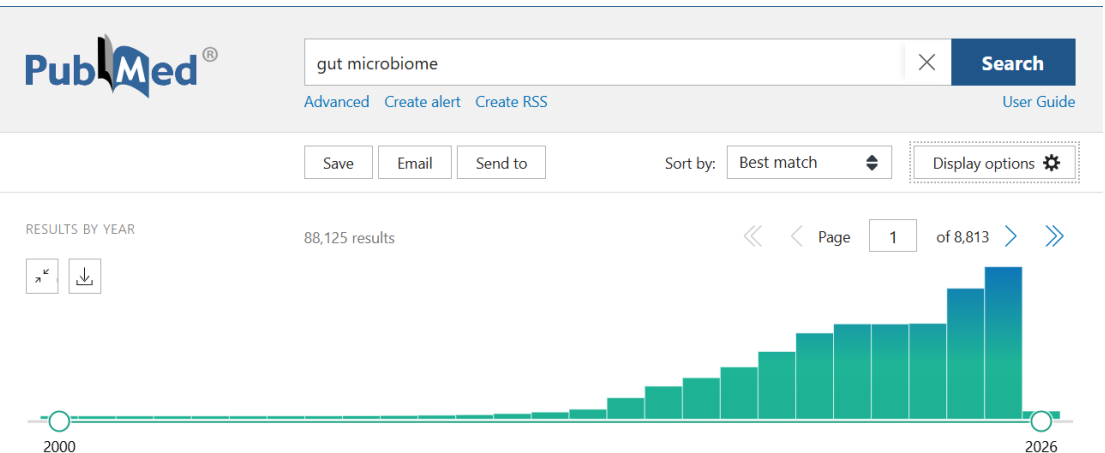 PubMed®
gut microbiome
Search
Advanced Create alert Create RSS
User Guide
Save Email Send to
Sort by: Best match
Display options
RESULTS BY YEAR
88,125 results
Page 1 of 8,813
2000
2026